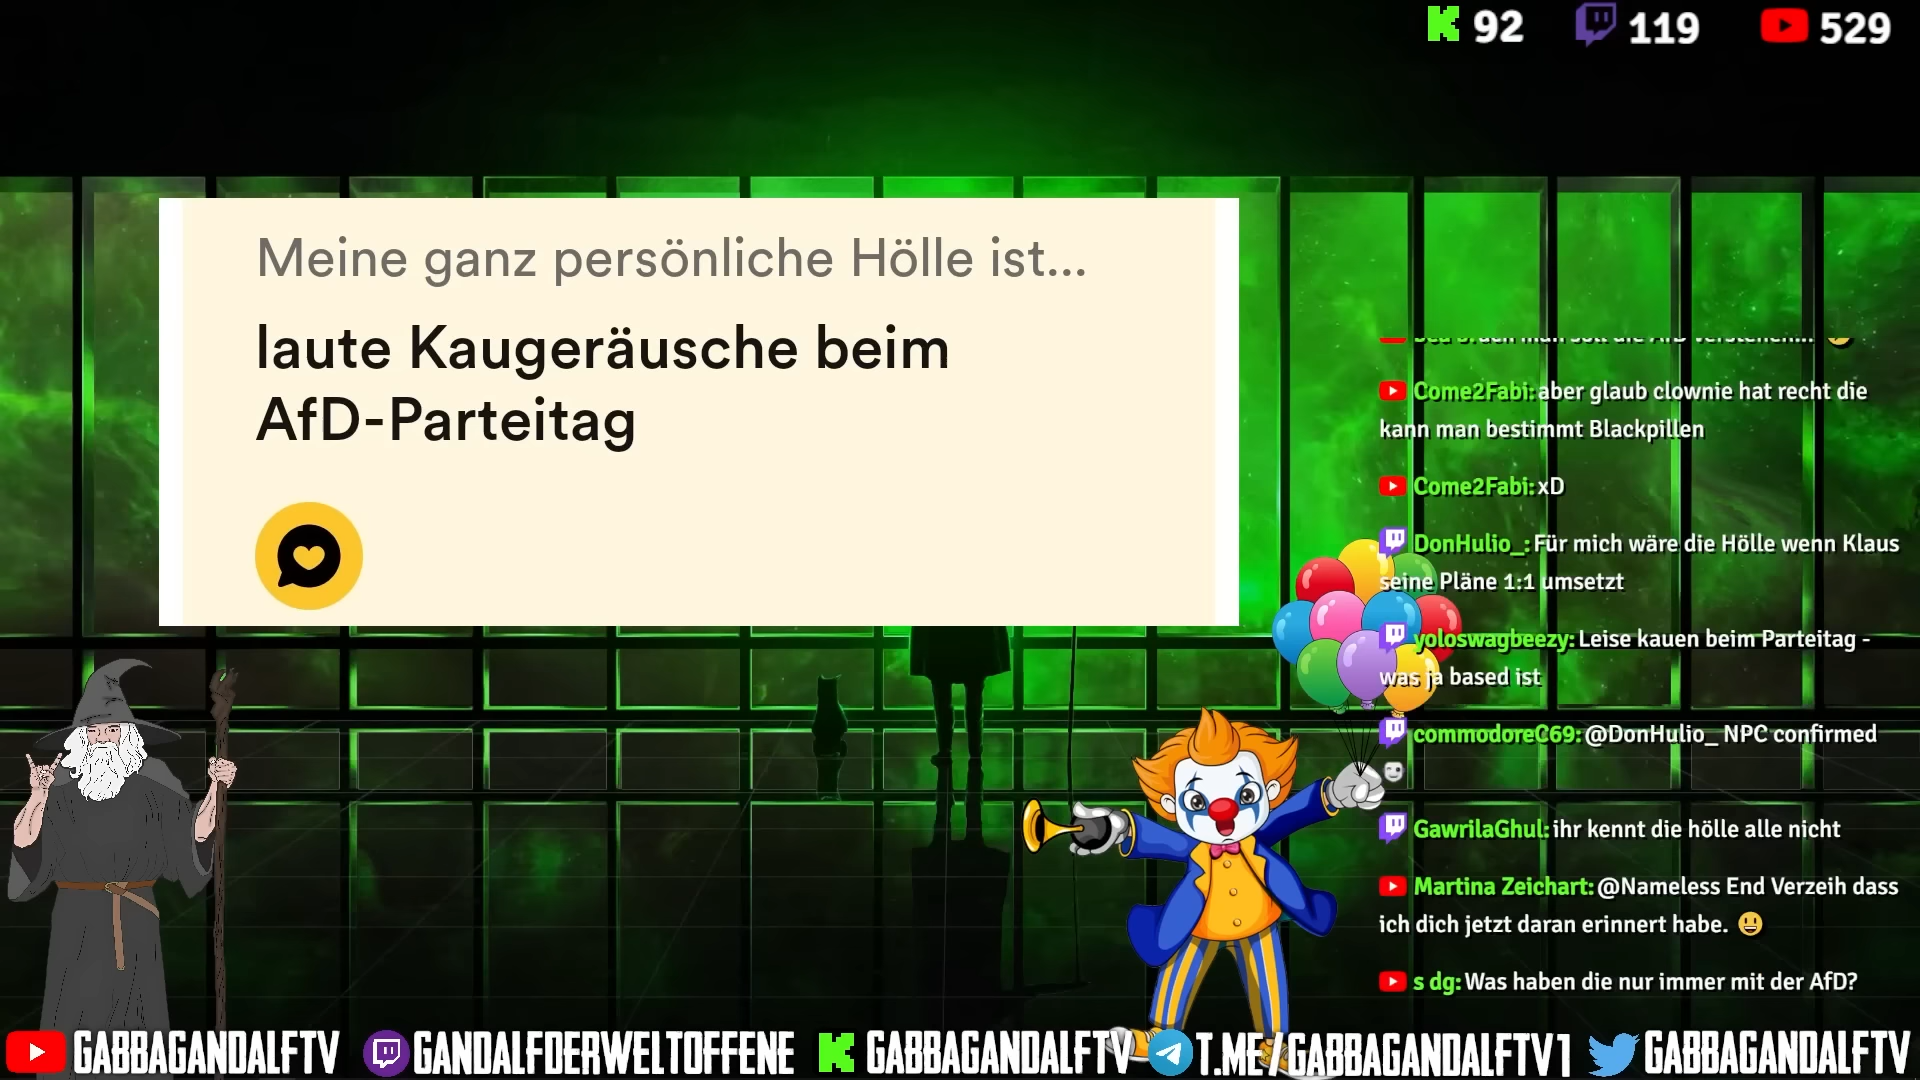 92 119 529
Meine ganz persönliche Hölle ist...
laute Kaugeräusche beim
AfD-Parteitag
Come2Fabi: aber glaub clownie hat recht die
kann man bestimmt Blackpillen
Come2Fabi: xD
DonHulio_: Für mich wäre die Hölle wenn Klaus
seine Pläne 1:1 umsetzt
yoloswagbeezy: Leise kauen beim Parteitag -
was ja based ist
commodoreC69: @DonHulio_ NPC confirmed
GawrilaGhul: ihr kennt die hölle alle nicht
Martina Zeichart: @Nameless End Verzeih dass
ich dich jetzt daran erinnert habe. 😃
s dg: Was haben die nur immer mit der AfD?
GABBAGANDALFTV GANDALFDERWELTOFFENE GABBAGANDALFTV T.ME/GABBAGANDALFTV1 GABBAGANDALFTV